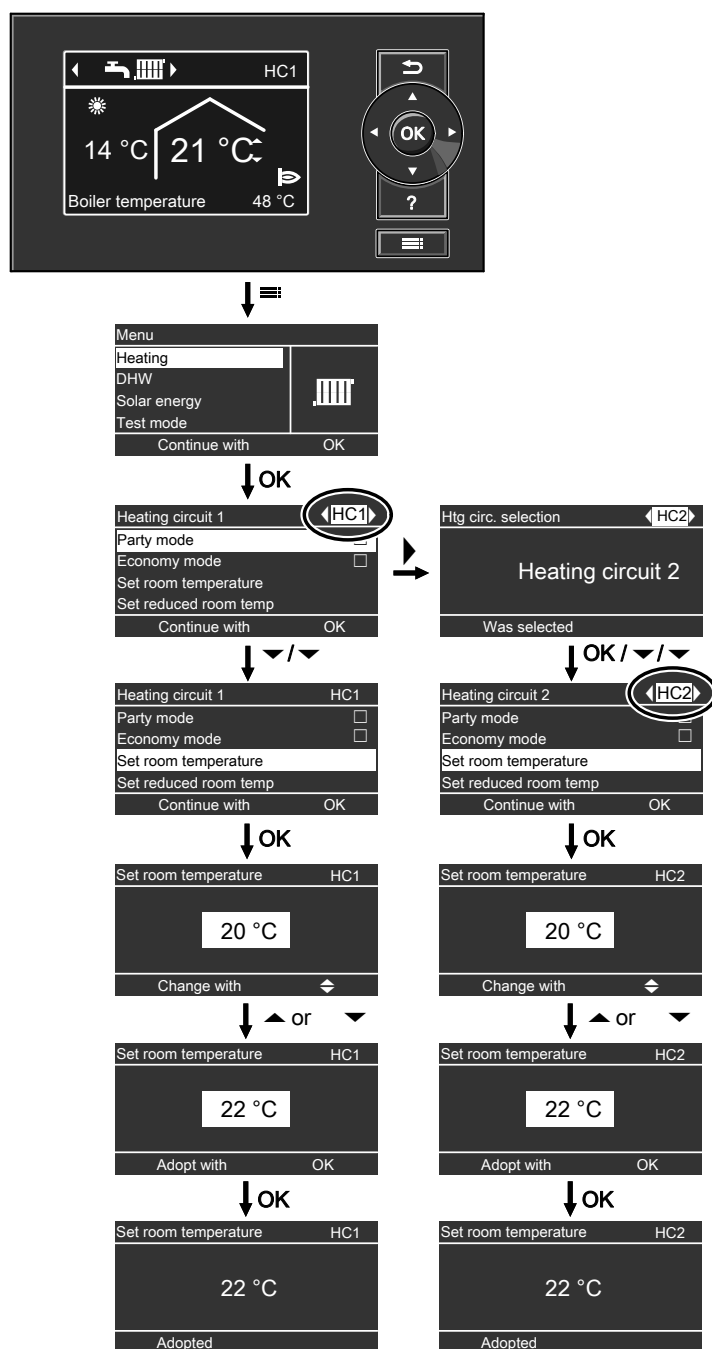 HC1
14 °C 21 °C
Boiler temperature 48 °C
OK
?
Menu
Heating
DHW
Solar energy
Test mode
Continue with OK
OK
Heating circuit 1 HC1
Party mode
Economy mode
Set room temperature
Set reduced room temp
Continue with OK
Htg circ. selection HC2
Heating circuit 2
Was selected
/
OK / /
Heating circuit 1 HC1
Party mode
Economy mode
Set room temperature
Set reduced room temp
Continue with OK
Heating circuit 2 HC2
Party mode
Economy mode
Set room temperature
Set reduced room temp
Continue with OK
OK
OK
Set room temperature HC1
20 °C
Change with
Set room temperature HC2
20 °C
Change with
or
or
Set room temperature HC1
22 °C
Adopt with OK
Set room temperature HC2
22 °C
Adopt with OK
OK
OK
Set room temperature HC1
22 °C
Adopted
Set room temperature HC2
22 °C
Adopted